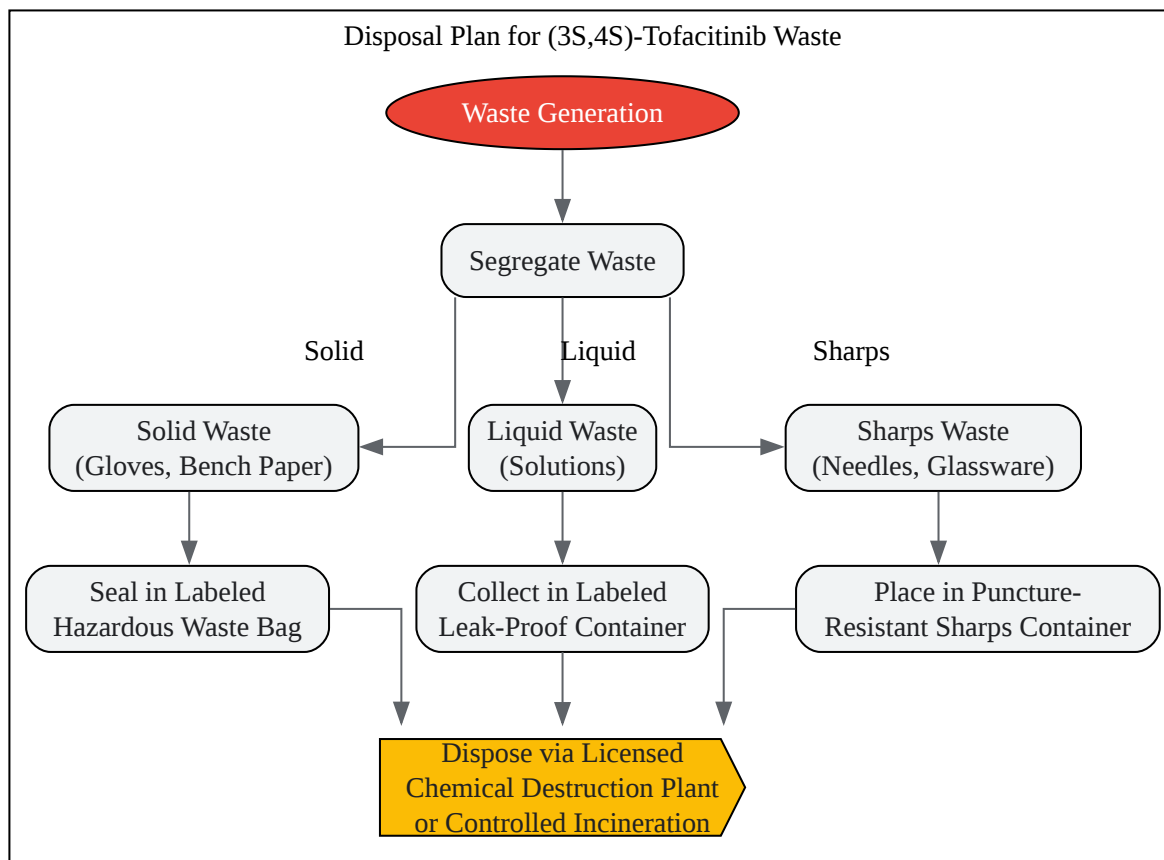 Disposal Plan for (3S,4S)-Tofacitinib Waste
Waste Generation
Segregate Waste
Solid
Liquid
Sharps
Solid Waste
(Gloves, Bench Paper)
Liquid Waste
(Solutions)
Sharps Waste
(Needles, Glassware)
Seal in Labeled
Hazardous Waste Bag
Collect in Labeled
Leak-Proof Container
Place in Puncture-
Resistant Sharps Container
Dispose via Licensed
Chemical Destruction Plant
or Controlled Incineration